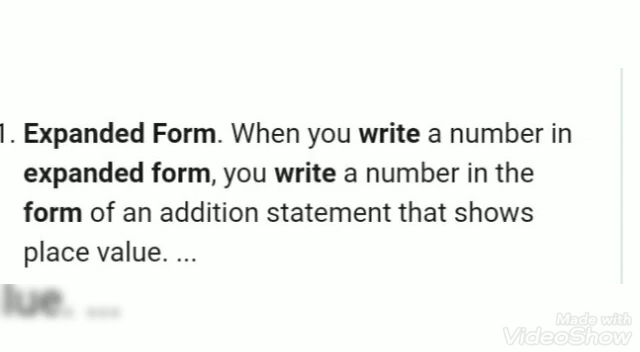 1. Expanded Form. When you write a number in
expanded form, you write a number in the
form of an addition statement that shows
place value. ...
lue. ...
Made with
VideoShow